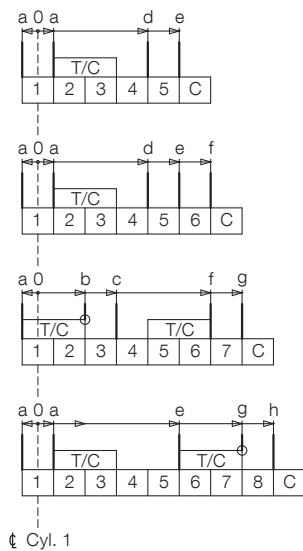 a 0 a d e
T/C
1 2 3 4 5 C
a 0 a d e f
T/C
1 2 3 4 5 6 C
a 0 b c f g
T/C T/C
1 2 3 4 5 6 7 C
a 0 a e g h
T/C T/C
1 2 3 4 5 6 7 8 C
℄ Cyl. 1